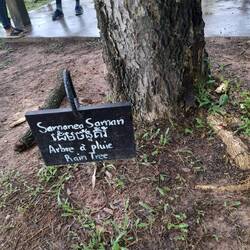 Samanea Saman
Arbre à pluie
Rain Tree